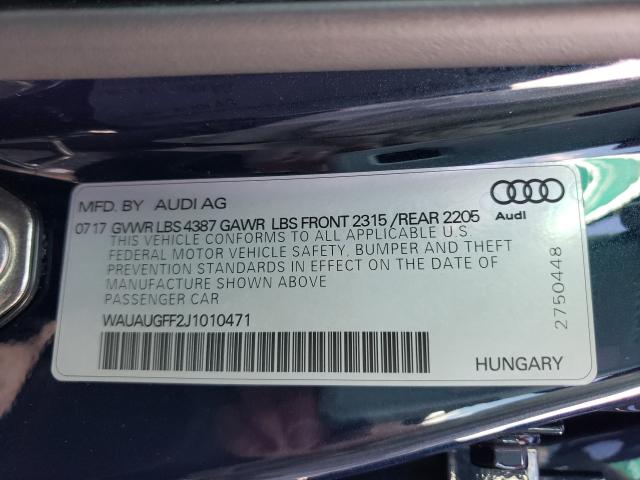 MFD. BY AUDI AG
Audi
0717 GVWR LBS 4387 GAWR LBS FRONT 2315 /REAR 2205
THIS VEHICLE CONFORMS TO ALL APPLICABLE U.S.
FEDERAL MOTOR VEHICLE SAFETY, BUMPER AND THEFT
PREVENTION STANDARDS IN EFFECT ON THE DATE OF
MANUFACTURE SHOWN ABOVE
PASSENGER CAR
2750448
WAUAUGFF2J1010471
HUNGARY